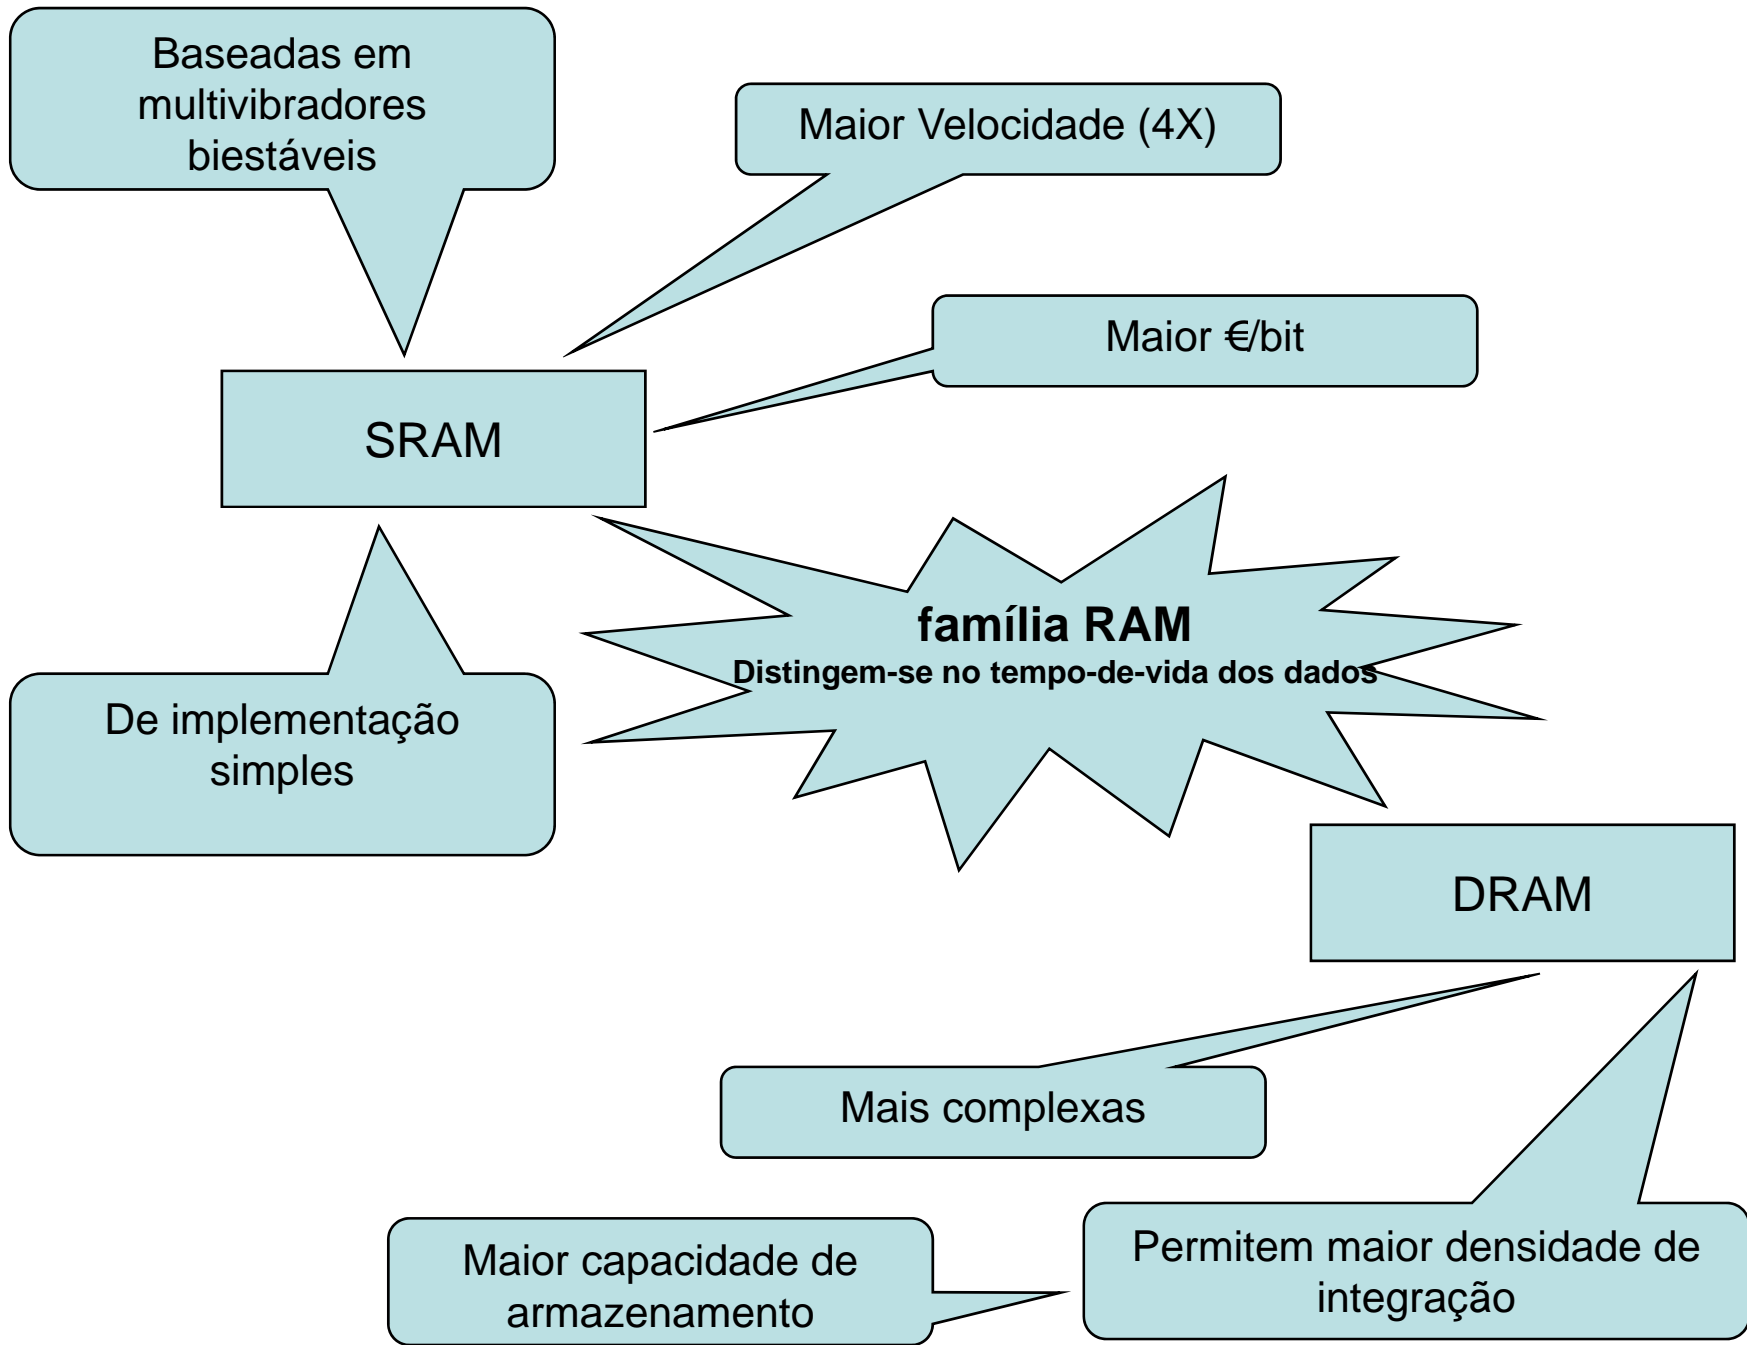 Baseadas em
multivibradores
biestáveis
Maior Velocidade (4X)
Maior €/bit
SRAM
família RAM
Distingem-se no tempo-de-vida dos dados
De implementação
simples
DRAM
Mais complexas
Permitem maior densidade de
integração
Maior capacidade de
armazenamento